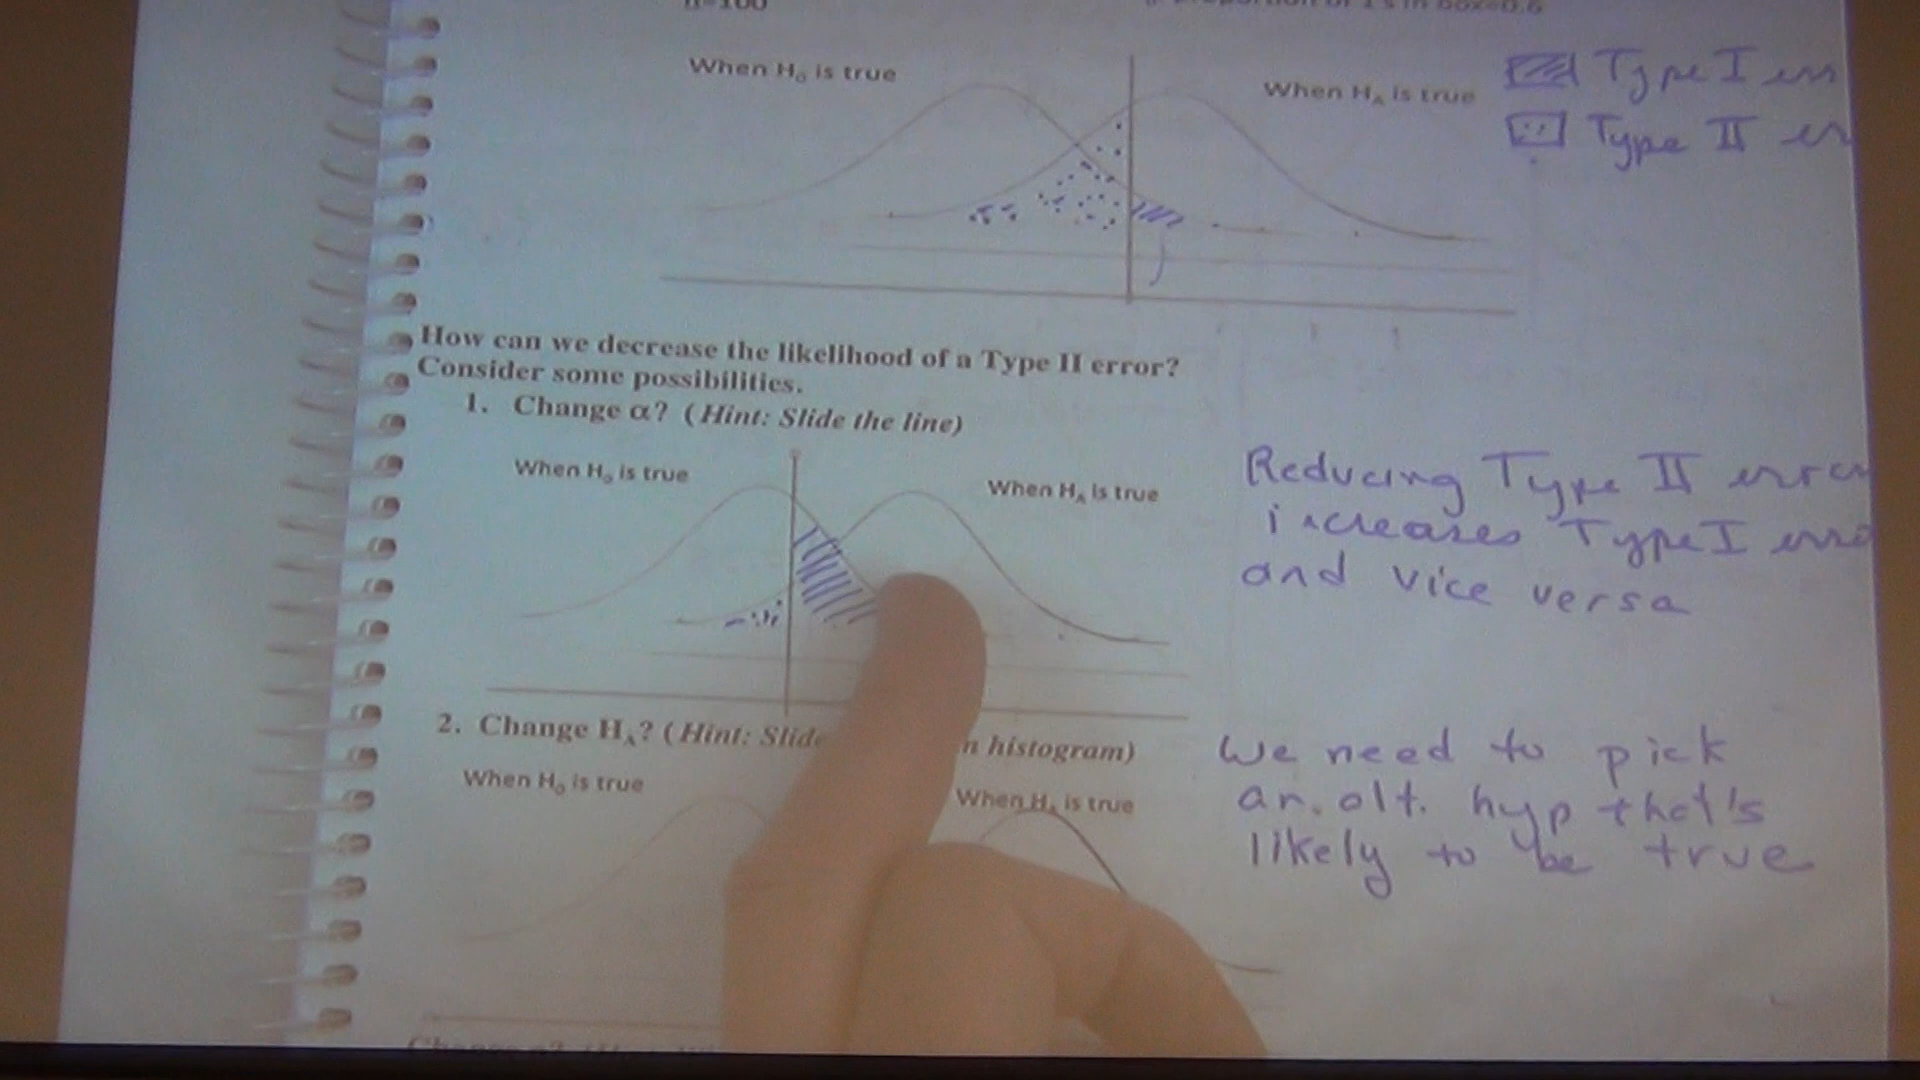 n=100
When H₀ is true
When Hₐ is true
Type I
Type II
How can we decrease the likelihood of a Type II error?
Consider some possibilities.
1. Change α? (Hint: Slide the line)
When H₀ is true
When Hₐ is true
Reducing Type II
increases Type I
and vice versa
2. Change Hₐ? (Hint: Slide histogram)
When H₀ is true
When Hₐ is true
We need to pick
an alt. hyp that's
likely to be true